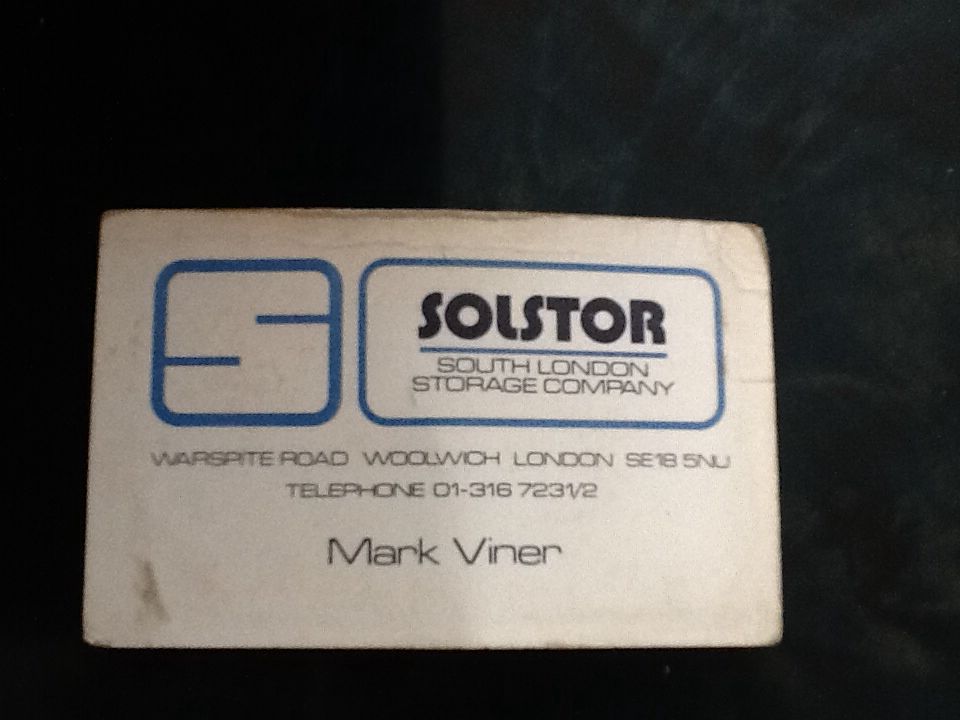 S
SOLSTOR
SOUTH LONDON
STORAGE COMPANY
WARSPITE ROAD WOOLWICH LONDON SE18 5NU
TELEPHONE 01-316 7231/2
Mark Viner